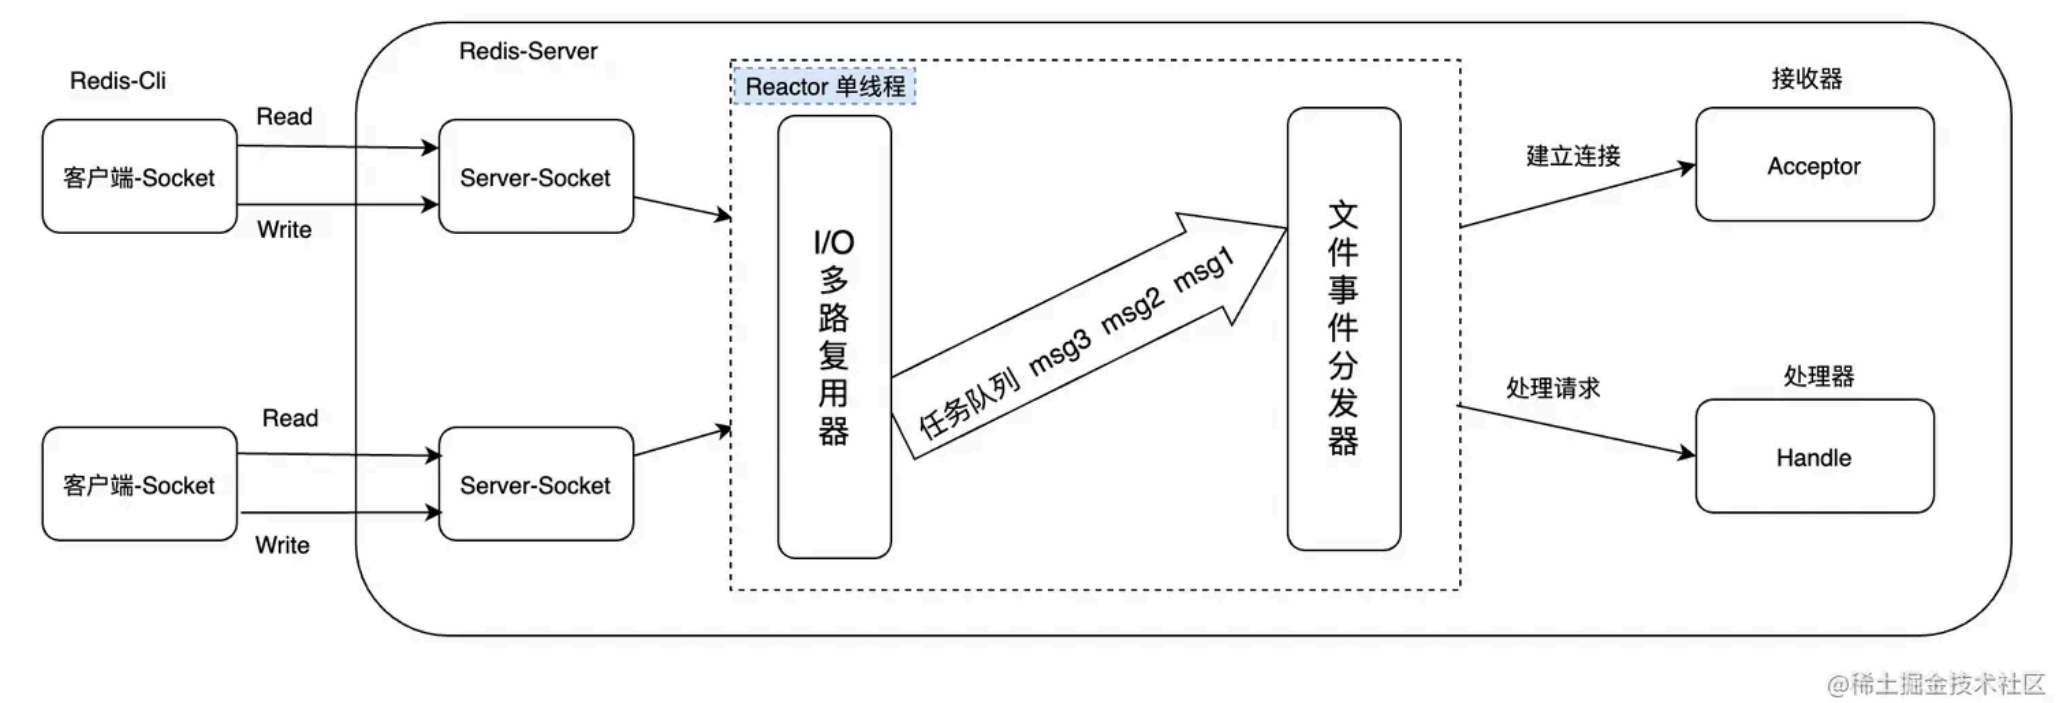 Redis-Cli
Read
客户端-Socket
Write
Read
客户端-Socket
Write
Redis-Server
Server-Socket
Server-Socket
Reactor 单线程
I/O
多
路
复
用
器
任务队列 msg3 msg2 msg1
文
件
事
件
分
发
器
建立连接
接收器
Acceptor
处理请求
处理器
Handle
@稀土掘金技术社区